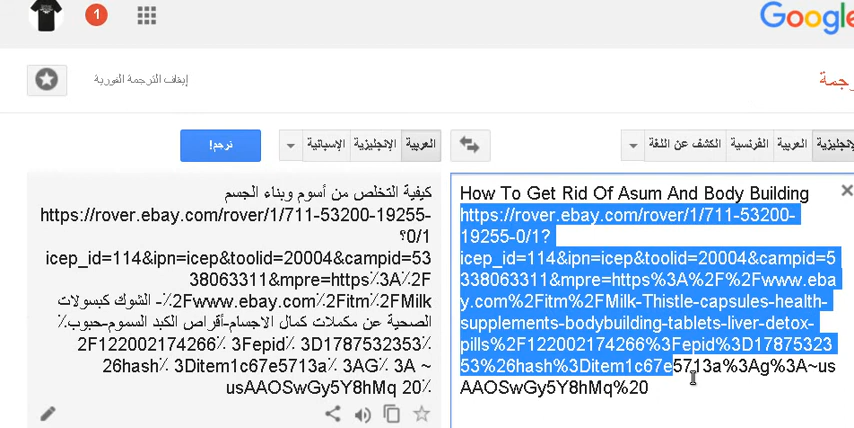 1
Google
إيقاف الترجمة الفورية
العربية الإنجليزية الإسبانية
ترجم!
الكشف عن اللغة الفرنسية العربية
How To Get Rid Of Asum And Body Building
https://rover.ebay.com/rover/1/711-53200-
19255-0/1?
icep_id=114&ipn=icep&toolid=20004&campid=5
338063311&mpre=https%3A%2F%2Fwww.eba
y.com%2Fitm%2FMilk-Thistle-capsules-health-
supplements-bodybuilding-tablets-liver-detox-
pills%2F122002174266%3Fepid%3D17875323
53%26hash%3Ditem1c67e5713a%3Ag%3A~us
AAOSwGy5Y8hMq%20
كيفية التخلص من أسوم وبناء الجسم
https://rover.ebay.com/rover/1/711-53200-19255-
0/1؟
icep_id=114&ipn=icep&toolid=20004&campid=53
38063311&mpre=https٪3A٪2F
٪2Fwww.ebay.com٪2Fitm٪2FMilk- الشوك كبسولات
الصحية عن مكملات كمال الاجسام-أقراص الكبد السموم-حبوب٪
2F122002174266٪ 3Fepid٪ 3D1787532353٪
26hash٪ 3Ditem1c67e5713a٪ 3AG٪ 3A ~
usAAOSwGy5Y8hMq 20٪